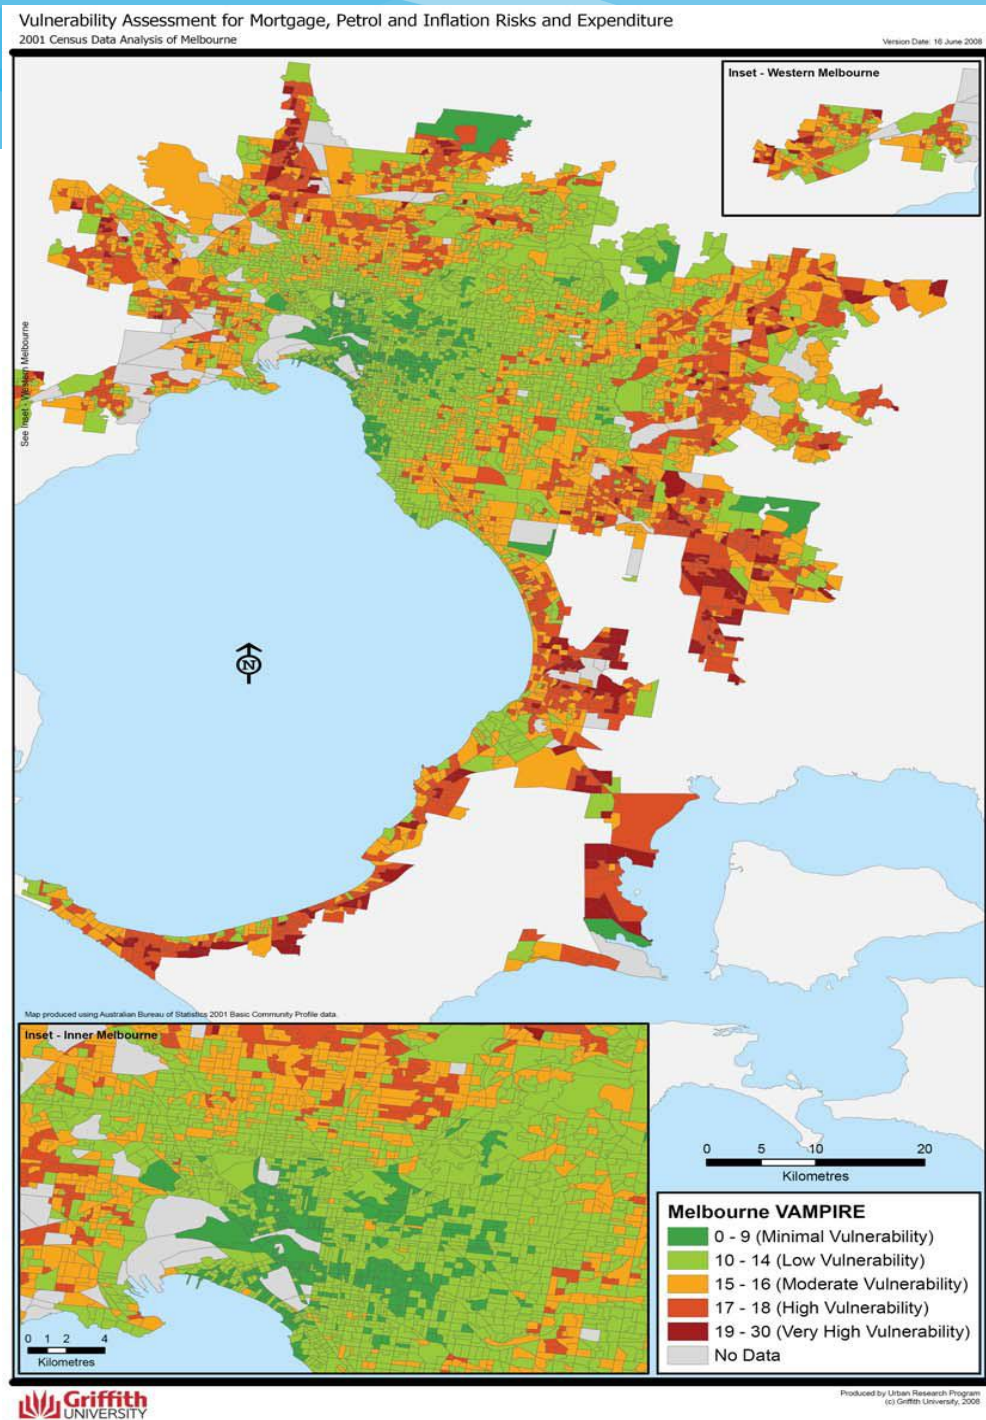 Vulnerability Assessment for Mortgage, Petrol and Inflation Risks and Expenditure
2001 Census Data Analysis of Melbourne
Version Date: 16 June 2008
Inset - Western Melbourne
See Inset - Western Melbourne
N
Map produced using Australian Bureau of Statistics 2001 Basic Community Profile data.
Inset - Inner Melbourne
0 1 2 4
Kilometres
0 5 10 20
Kilometres
Melbourne VAMPIRE
0 - 9 (Minimal Vulnerability)
10 - 14 (Low Vulnerability)
15 - 16 (Moderate Vulnerability)
17 - 18 (High Vulnerability)
19 - 30 (Very High Vulnerability)
No Data
Griffith
UNIVERSITY
Produced by Urban Research Program
(c) Griffith University, 2008